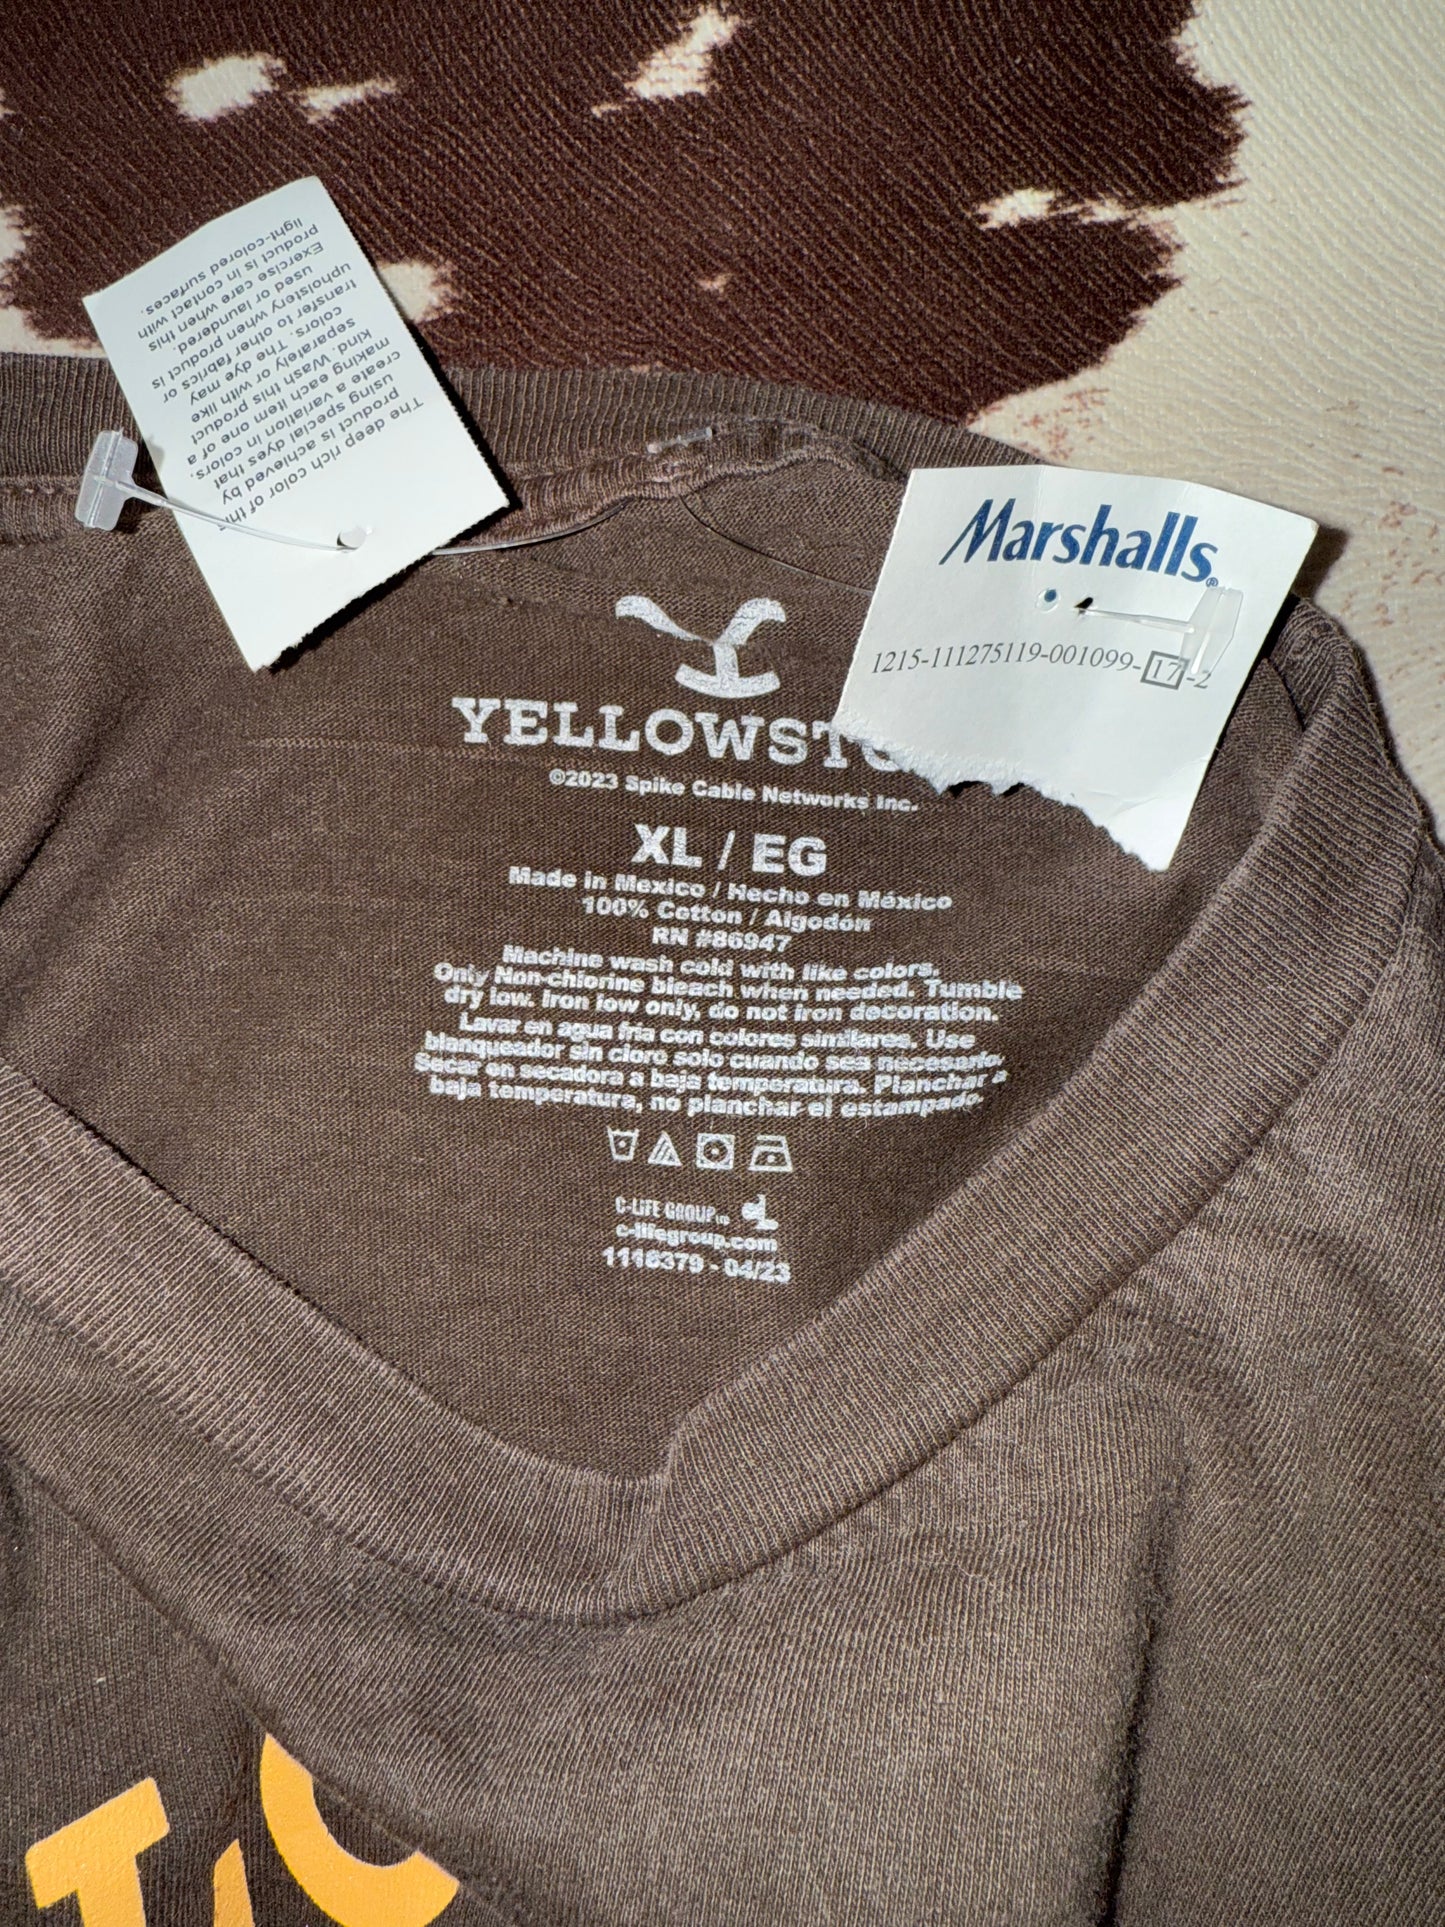 The deep rich color of this
product is achieved by
using special dyes that
create a variation in colors,
making each item one of a
kind. Wash this product
separately or with like
colors. The dye may
transfer to other fabrics or
upholstery when product is
used or laundered.
Exercise care when this
product is in contact with
light-colored surfaces.
Marshalls®
1215-111275119-001099-17-2
YELLOWSTO
©2023 Spike Cable Networks Inc.
XL / EG
Made in Mexico / Hecho en México
100% Cotton / Algodón
RN #86947
Machine wash cold with like colors.
Only Non-chlorine bleach when needed. Tumble
dry low. Iron low only, do not iron decoration.
Lavar en agua fria con colores similares. Use
blanqueador sin cloro solo cuando sea necesario.
Secar en secadora a baja temperatura. Planchar a
baja temperatura, no planchar el estampado.
C-LIFE GROUP LTD
c-lifegroup.com
1116379 - 04/23